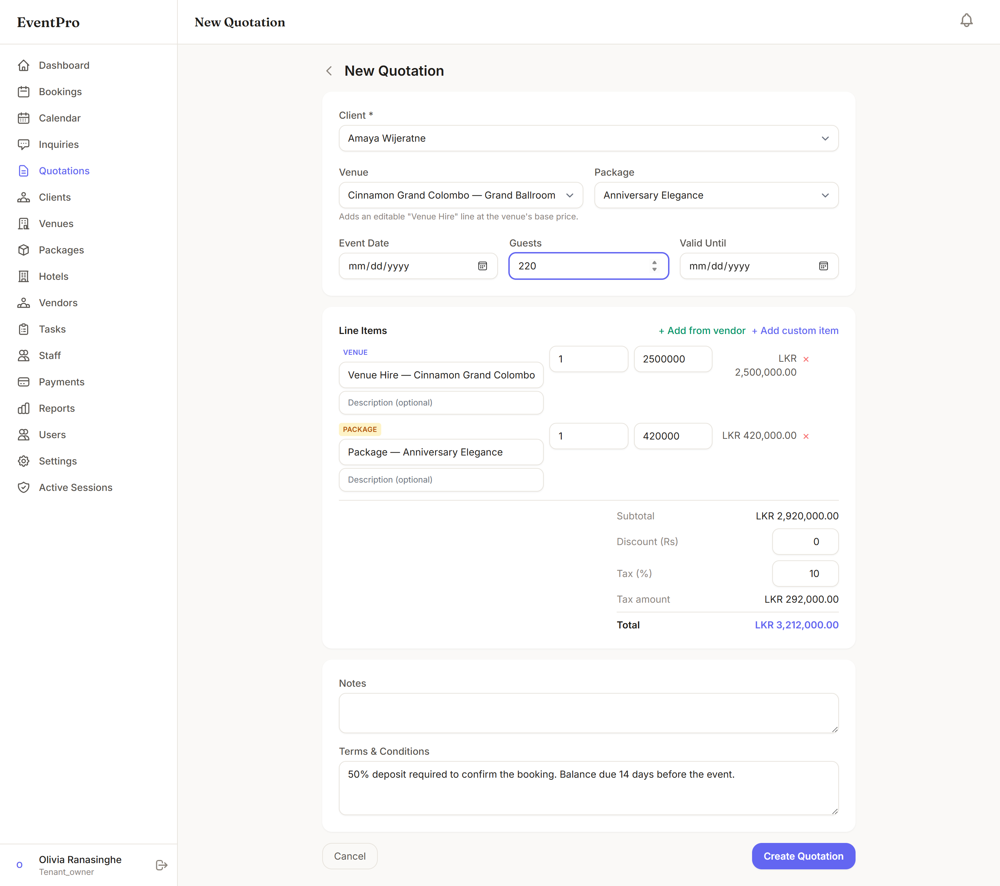 EventPro
New Quotation
Dashboard
Bookings
Calendar
Inquiries
Quotations
Clients
Venues
Packages
Hotels
Vendors
Tasks
Staff
Payments
Reports
Users
Settings
Active Sessions
Olivia Ranasinghe
Tenant_owner
O
New Quotation
Client *
Amaya Wijeratne
Venue
Package
Cinnamon Grand Colombo — Grand Ballroom
Anniversary Elegance
Adds an editable "Venue Hire" line at the venue's base price.
Event Date
Guests
Valid Until
mm/dd/yyyy
220
mm/dd/yyyy
Line Items
+ Add from vendor
+ Add custom item
VENUE
Venue Hire — Cinnamon Grand Colombo
Description (optional)
1
2500000
LKR
2,500,000.00
×
PACKAGE
Package — Anniversary Elegance
Description (optional)
1
420000
LKR 420,000.00
×
Subtotal
LKR 2,920,000.00
Discount (Rs)
0
Tax (%)
10
Tax amount
LKR 292,000.00
Total
LKR 3,212,000.00
Notes
Terms & Conditions
50% deposit required to confirm the booking. Balance due 14 days before the event.
Cancel
Create Quotation